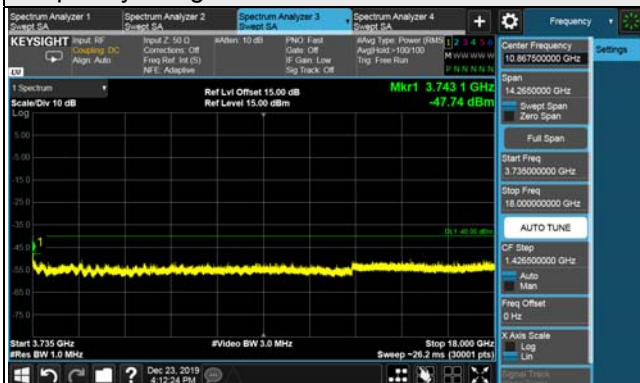 Spectrum Analyzer 1
Swept SA
Spectrum Analyzer 2
Swept SA
Spectrum Analyzer 3
Swept SA
Spectrum Analyzer 4
Swept SA
+
Frequency
KEYSIGHT
Input: RF
Coupling: DC
Align: Auto
Input Z: 50 Ω
Corrections: Off
Freq Ref: Int (S)
NFE: Adaptive
#Atten: 10 dB
PNO: Fast
Gate: Off
IF Gain: Low
Sig Track: Off
#Avg Type: Power (RMS
Avg|Hold:>100/100
Trig: Free Run
1 2 3 4 5 6
M W W W W W
P N N N N N
LV
1 Spectrum
Scale/Div 10 dB
Log
Ref Lvl Offset 15.00 dB
Ref Level 15.00 dBm
Mkr1 3.743 1 GHz
-47.74 dBm
5.00
-5.00
-15.0
-25.0
-35.0
-45.0
-55.0
-65.0
-75.0
1
DL1 -40.00 dBm
Start 3.735 GHz
#Res BW 1.0 MHz
#Video BW 3.0 MHz
Stop 18.000 GHz
Sweep ~26.2 ms (30001 pts)
Center Frequency
10.867500000 GHz
Settings
Span
14.2650000 GHz
Swept Span
Zero Span
Full Span
Start Freq
3.735000000 GHz
Stop Freq
18.000000000 GHz
AUTO TUNE
CF Step
1.426500000 GHz
Auto
Man
Freq Offset
0 Hz
X Axis Scale
Log
Lin
Signal Track
?
Dec 23, 2019
4:12:24 PM